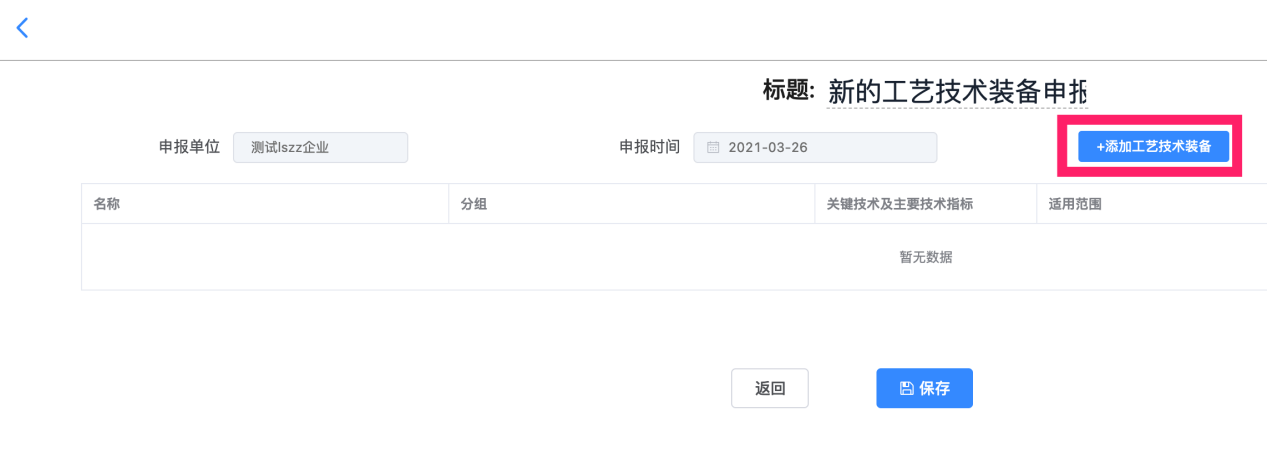 标题: 新的工艺技术装备申报
申报单位 测试lszz企业 申报时间 2021-03-26 +添加工艺技术装备
名称 分组 关键技术及主要技术指标 适用范围
暂无数据
返回 保存